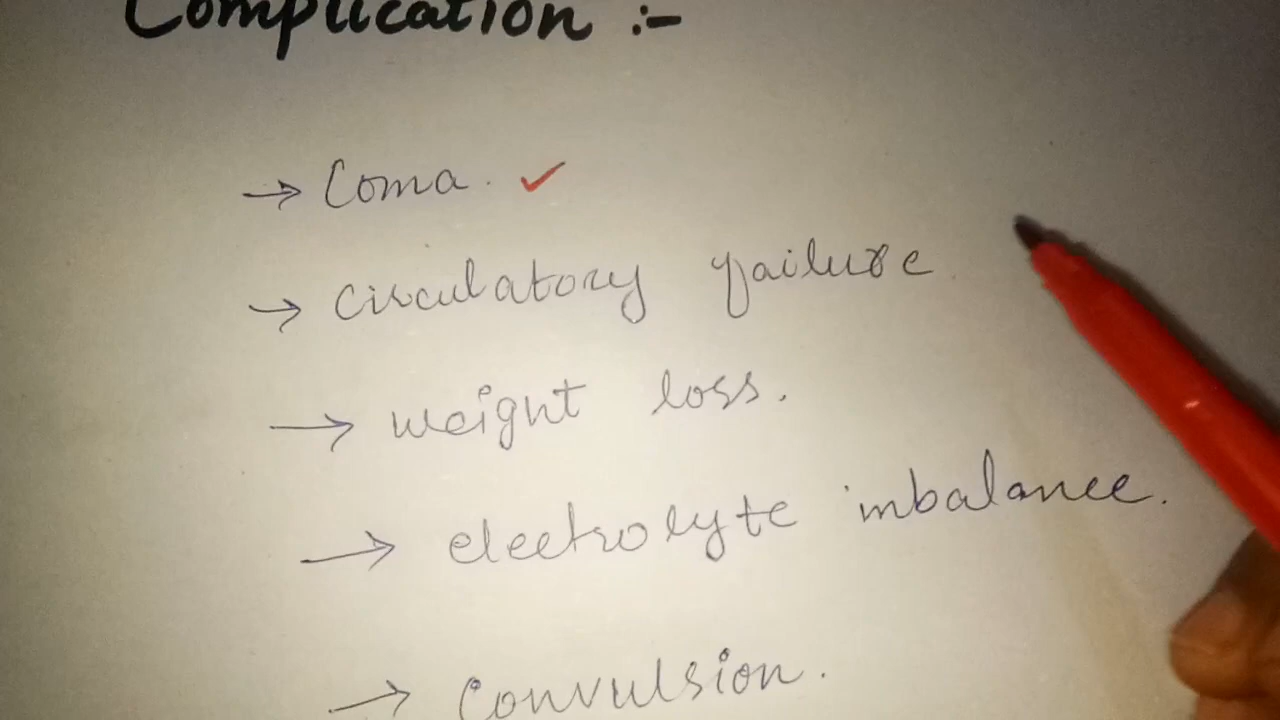 Complication :-
→ Coma. ✓
→ Circulatory failure
→ weight loss.
→ electrolyte imbalance.
→ Convulsion.